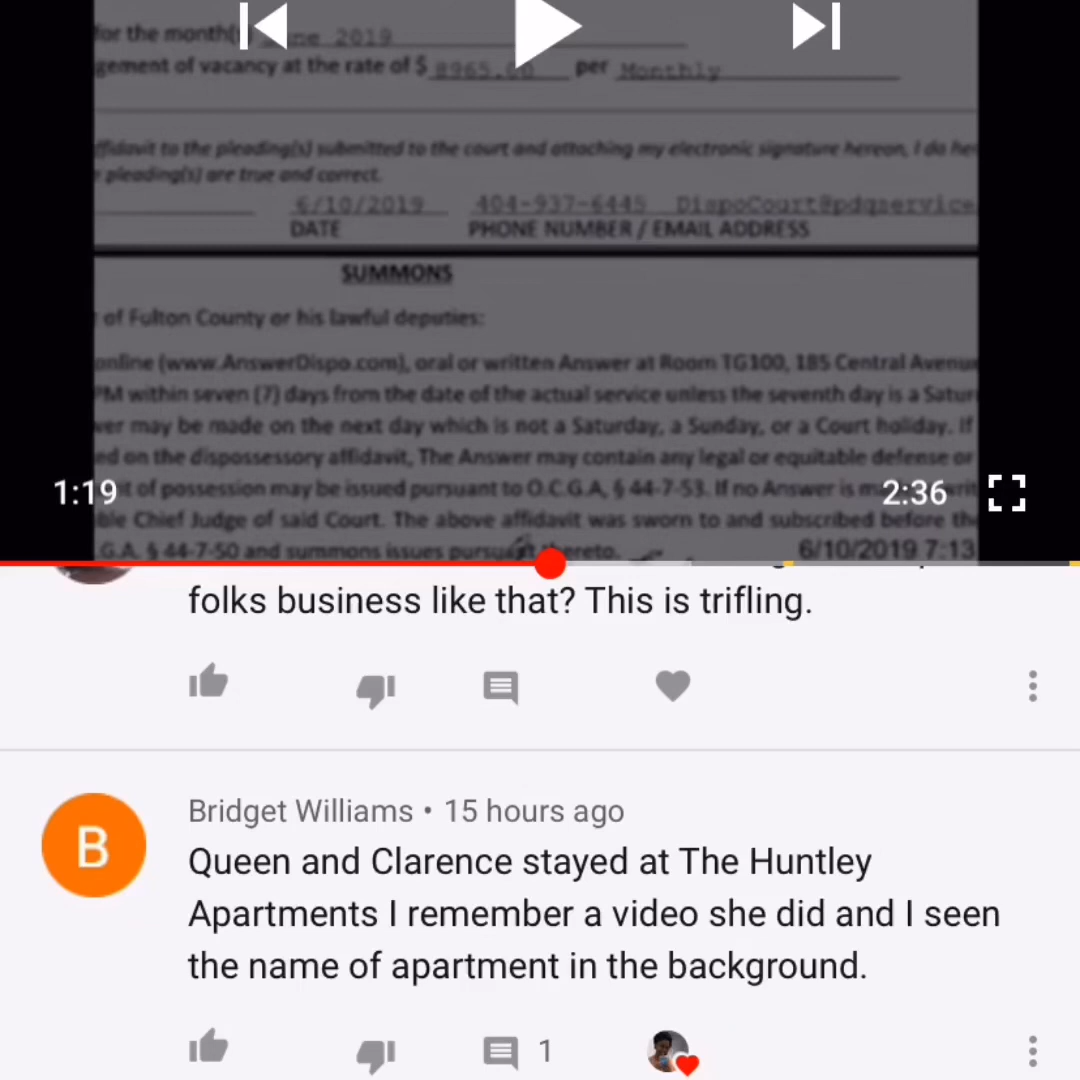 for the month(
June 2019
gement of vacancy at the rate of $ 8965.00 per Monthly
ffidavit to the pleading(s) submitted to the court and attaching my electronic signature hereon, I do he
pleading(s) are true and correct.
6/10/2019 404-937-6445 DispoCourt@pdqservice
DATE PHONE NUMBER / EMAIL ADDRESS
SUMMONS
of Fulton County or his lawful deputies:
online (www.AnswerDispo.com), oral or written Answer at Room TG100, 185 Central Avenu
PM within seven (7) days from the date of the actual service unless the seventh day is a Satur
wer may be made on the next day which is not a Saturday, a Sunday, or a Court holiday. If
ed on the dispossessory affidavit, The Answer may contain any legal or equitable defense or
1:19 t of possession may be issued pursuant to O.C.G.A, § 44-7-53. If no Answer is m 2:36
ble Chief Judge of said Court. The above affidavit was sworn to and subscribed before th
.G.A. § 44-7-50 and summons issues pursuant thereto. 6/10/2019 7:13
folks business like that? This is trifling.
B
Bridget Williams • 15 hours ago
Queen and Clarence stayed at The Huntley
Apartments I remember a video she did and I seen
the name of apartment in the background.
1